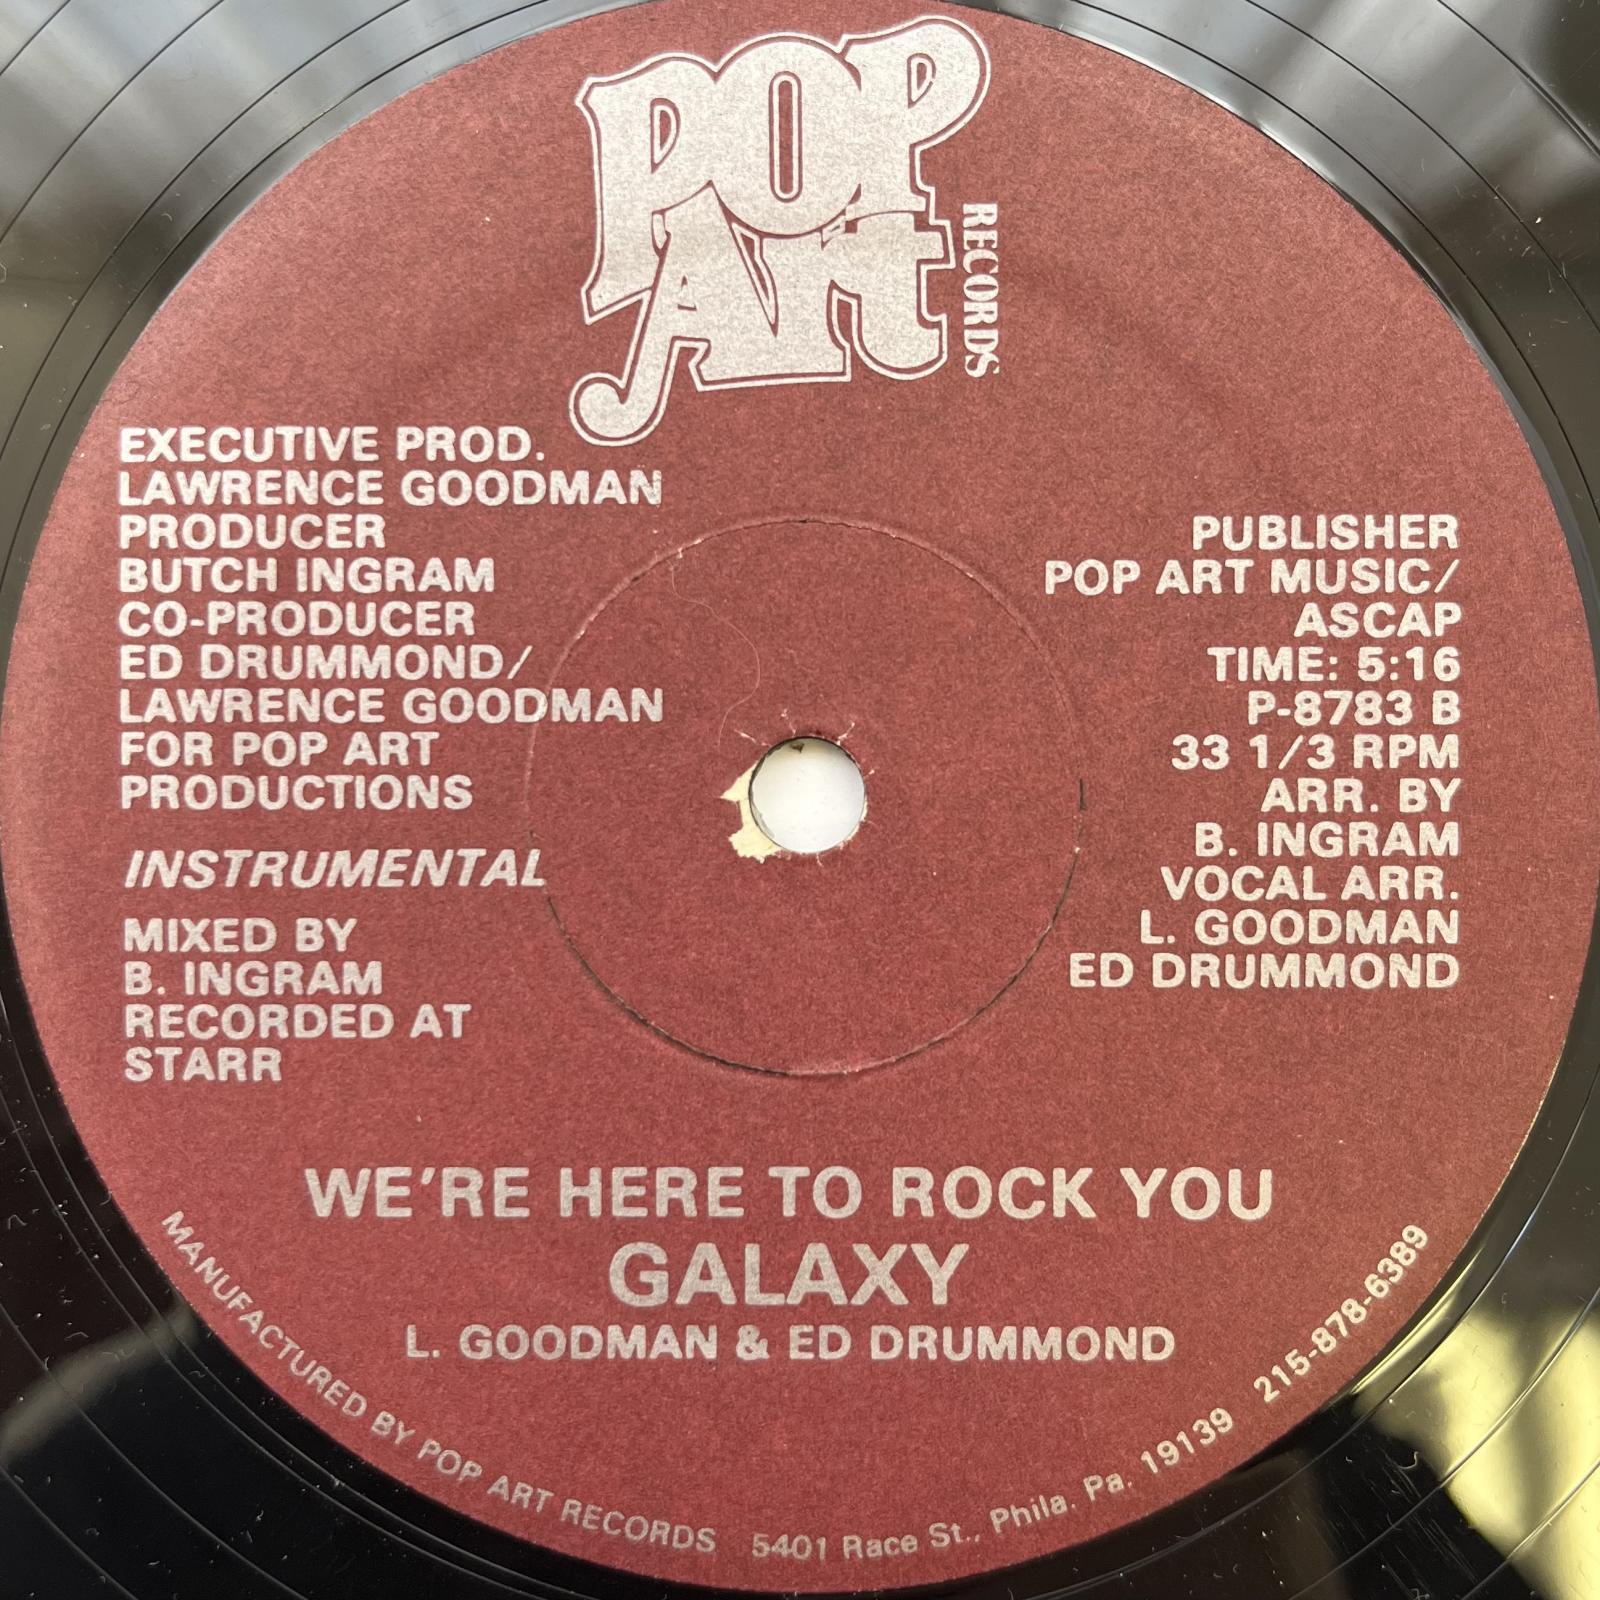 POP
Art
RECORDS
EXECUTIVE PROD.
LAWRENCE GOODMAN
PRODUCER
BUTCH INGRAM
CO-PRODUCER
ED DRUMMOND/
LAWRENCE GOODMAN
FOR POP ART
PRODUCTIONS
INSTRUMENTAL
MIXED BY
B. INGRAM
RECORDED AT
STARR
PUBLISHER
POP ART MUSIC/
ASCAP
TIME: 5:16
P-8783 B
33 1/3 RPM
ARR. BY
B. INGRAM
VOCAL ARR.
L. GOODMAN
ED DRUMMOND
WE'RE HERE TO ROCK YOU
GALAXY
L. GOODMAN & ED DRUMMOND
MANUFACTURED BY POP ART RECORDS 5401 Race St., Phila. Pa. 19139 215-878-6389